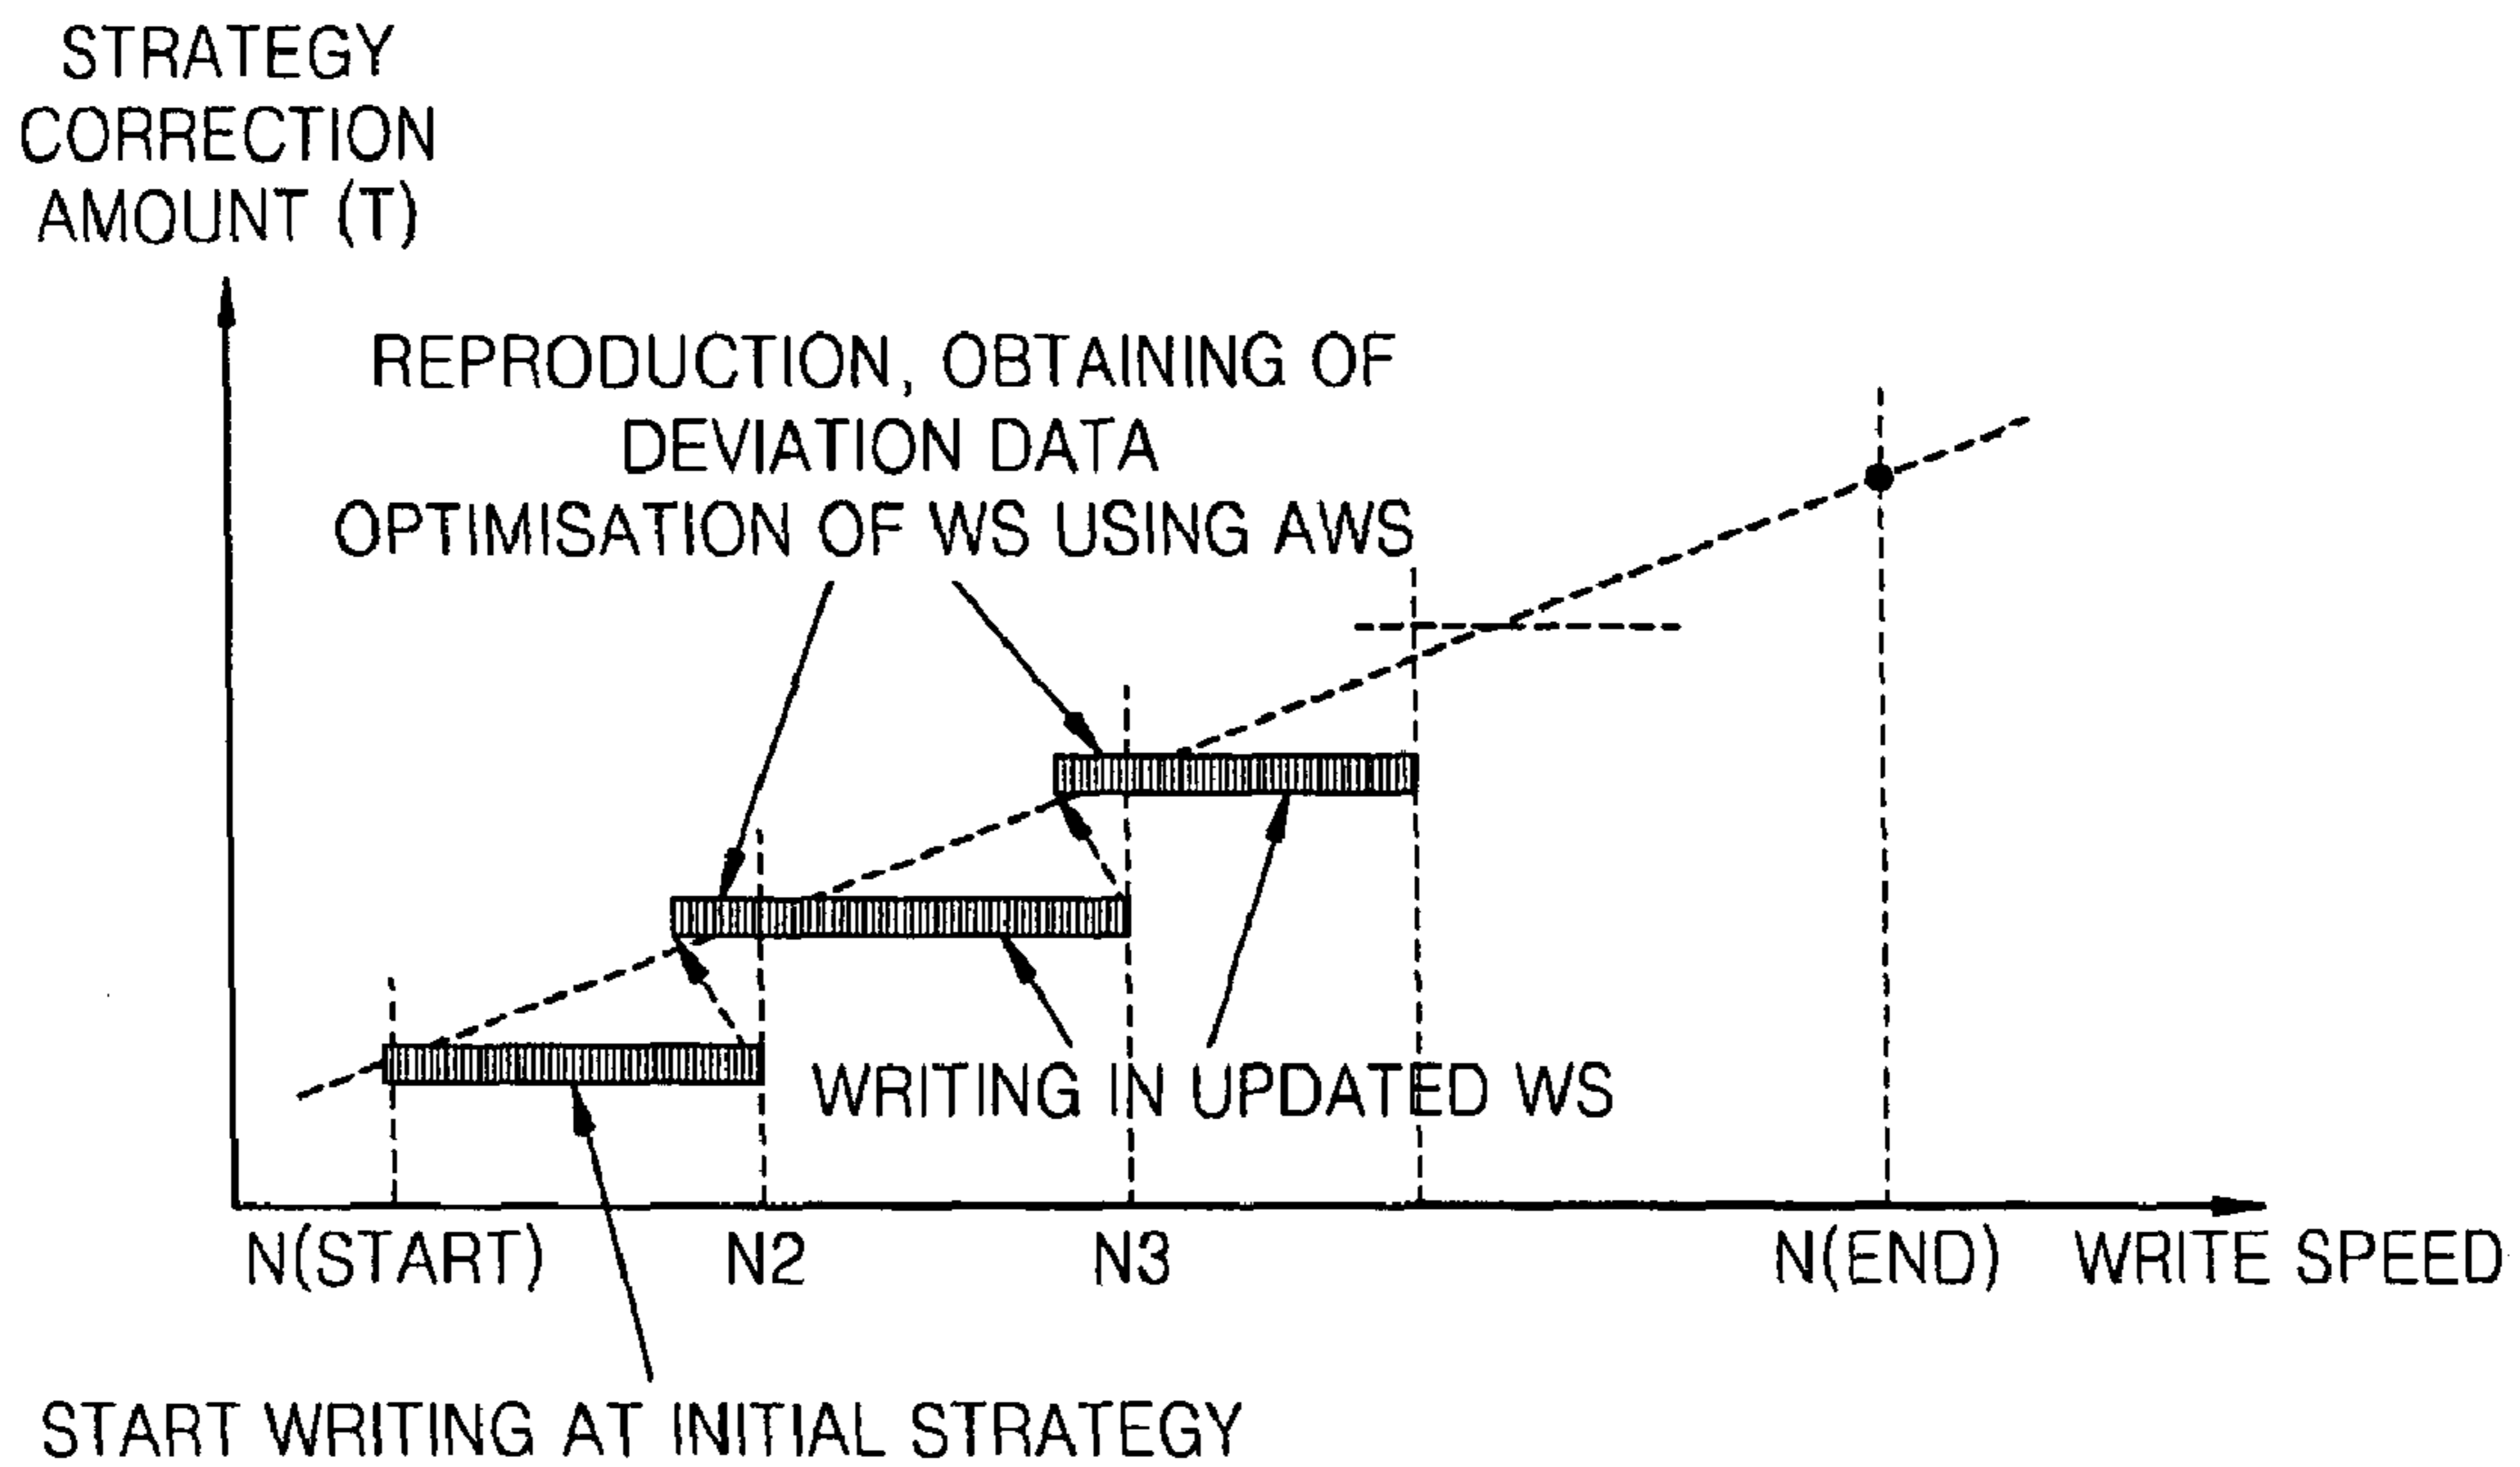 STRATEGY
CORRECTION
AMOUNT (T)
REPRODUCTION, OBTAINING OF
DEVIATION DATA
OPTIMISATION OF WS USING AWS
WRITING IN UPDATED WS
N(START)
N2
N3
N(END)
WRITE SPEED
START WRITING AT INITIAL STRATEGY